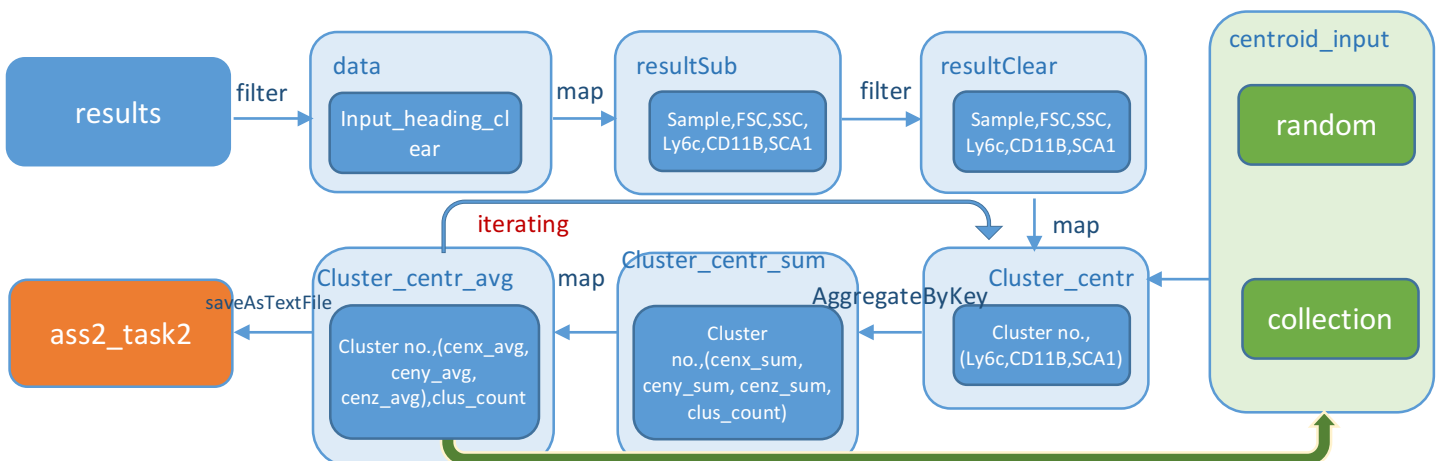 results
filter
data
Input_heading_cl
ear
map
resultSub
Sample,FSC,SSC,
Ly6c,CD11B,SCA1
filter
resultClear
Sample,FSC,SSC,
Ly6c,CD11B,SCA1
centroid_input
random
collection
map
iterating
Cluster_centr
Cluster no.,
(Ly6c,CD11B,SCA1)
AggregateByKey
Cluster_centr_sum
Cluster
no.,(cenx_sum,
ceny_sum, cenz_sum,
clus_count)
map
Cluster_centr_avg
Cluster no.,(cenx_avg,
ceny_avg,
cenz_avg),clus_count
saveAsTextFile
ass2_task2